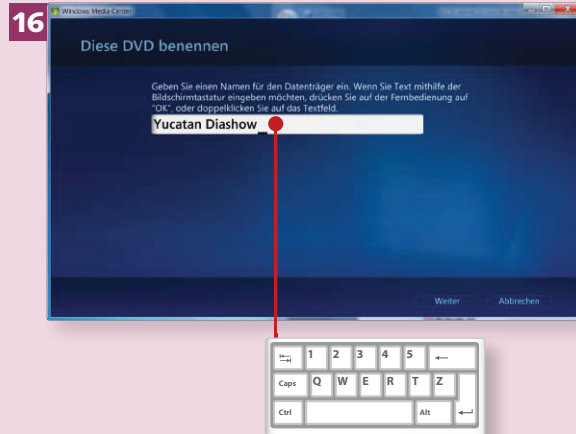 16
Windows Media Center
Diese DVD benennen
Geben Sie einen Namen für den Datenträger ein. Wenn Sie Text mithilfe der
Bildschirmtastatur eingeben möchten, drücken Sie auf der Fernbedienung auf
"OK", oder doppelklicken Sie auf das Textfeld.
Yucatan Diashow_
Weiter Abbrechen
1 2 3 4 5
Caps Q W E R T Z
Ctrl Alt